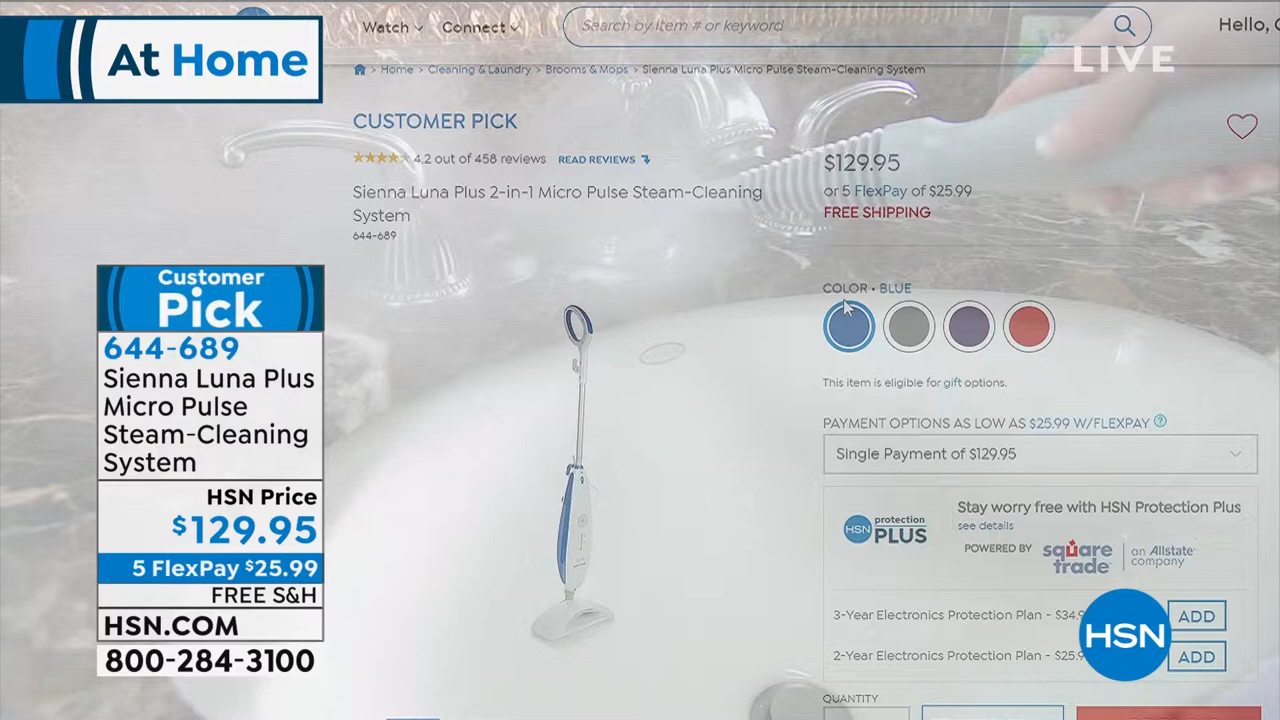 At Home
Watch
Connect
Search by item # or keyword
Hello,
LIVE
> Home > Cleaning & Laundry > Brooms & Mops > Sienna Luna Plus Micro Pulse Steam-Cleaning System
CUSTOMER PICK
4.2 out of 458 reviews READ REVIEWS
Sienna Luna Plus 2-in-1 Micro Pulse Steam-Cleaning
System
644-689
$129.95
or 5 FlexPay of $25.99
FREE SHIPPING
COLOR • BLUE
This item is eligible for gift options.
PAYMENT OPTIONS AS LOW AS $25.99 W/FLEXPAY ?
Single Payment of $129.95
HSN protection PLUS
Stay worry free with HSN Protection Plus
see details
POWERED BY square trade an Allstate company
3-Year Electronics Protection Plan - $34.9
ADD
2-Year Electronics Protection Plan - $25.9
ADD
QUANTITY
HSN
Customer
Pick
644-689
Sienna Luna Plus
Micro Pulse
Steam-Cleaning
System
HSN Price
$129.95
5 FlexPay $25.99
FREE S&H
HSN.COM
800-284-3100